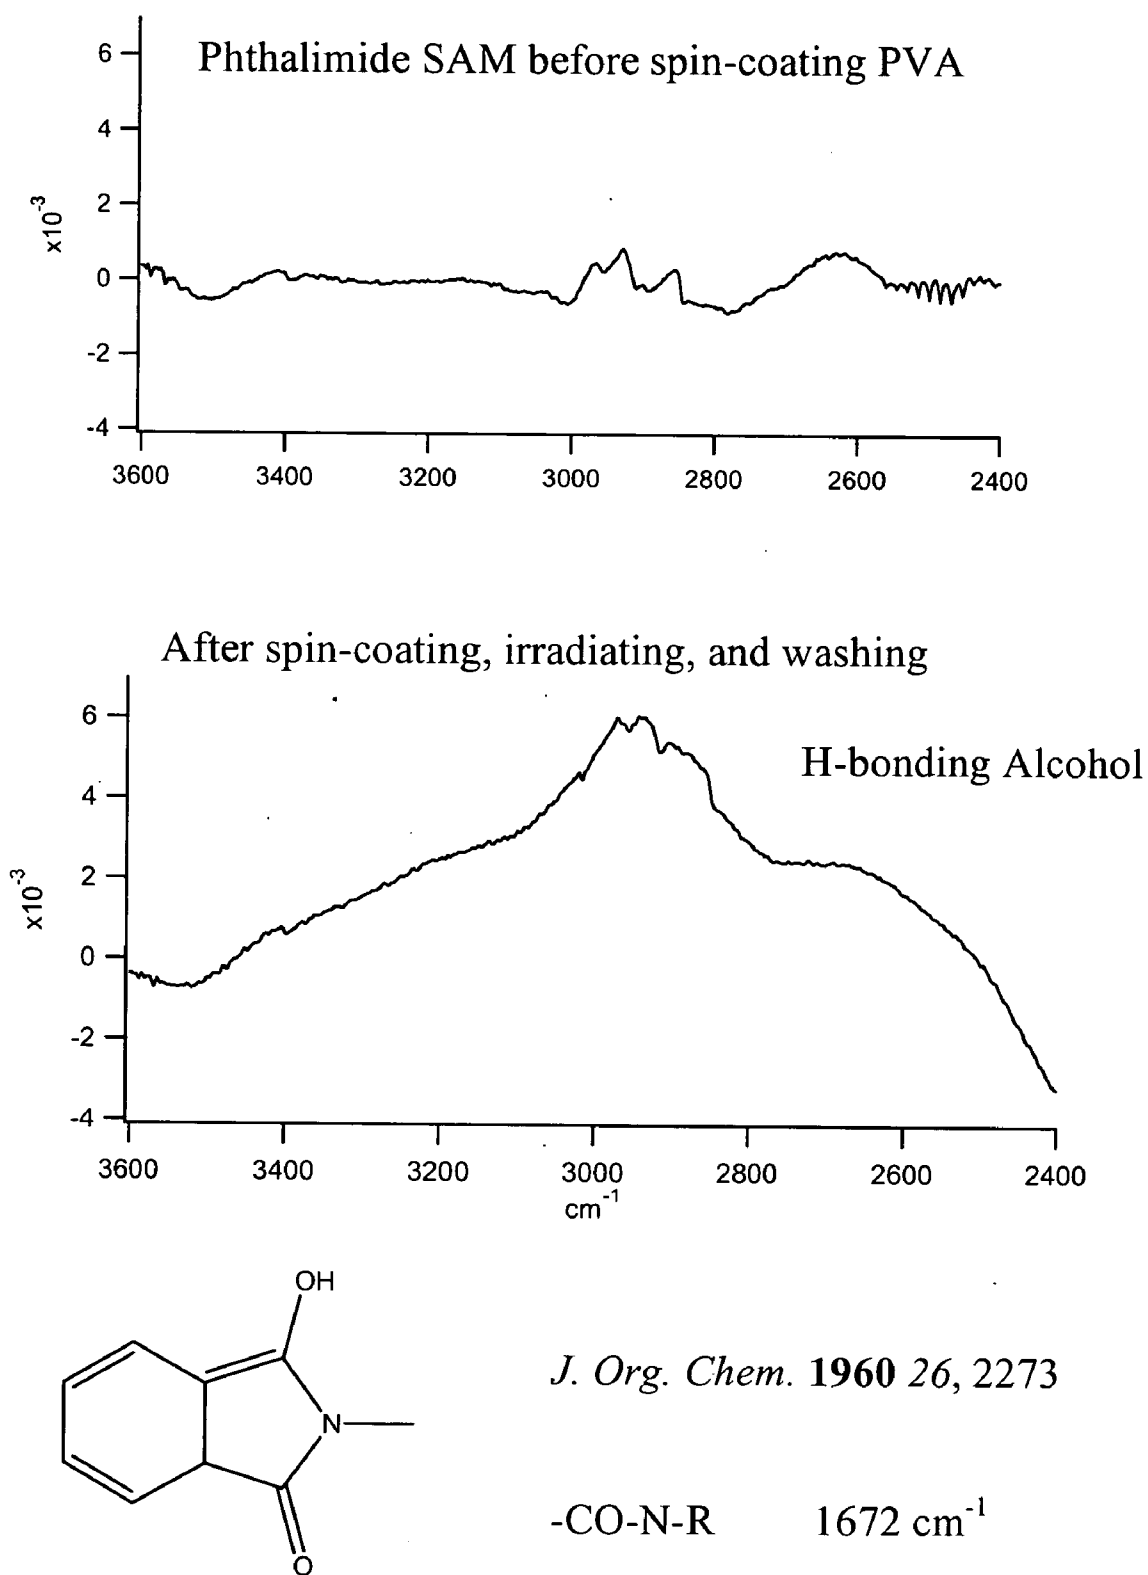 Phthalimide SAM before spin-coating PVA
6
4
2
0
-2
-4
x10-3
3600 3400 3200 3000 2800 2600 2400
After spin-coating, irradiating, and washing
H-bonding Alcohol
6
4
2
0
-2
-4
x10-3
3600 3400 3200 3000 2800 2600 2400
cm-1
OH
N
O
J. Org. Chem. 1960 26, 2273
-CO-N-R 1672 cm-1